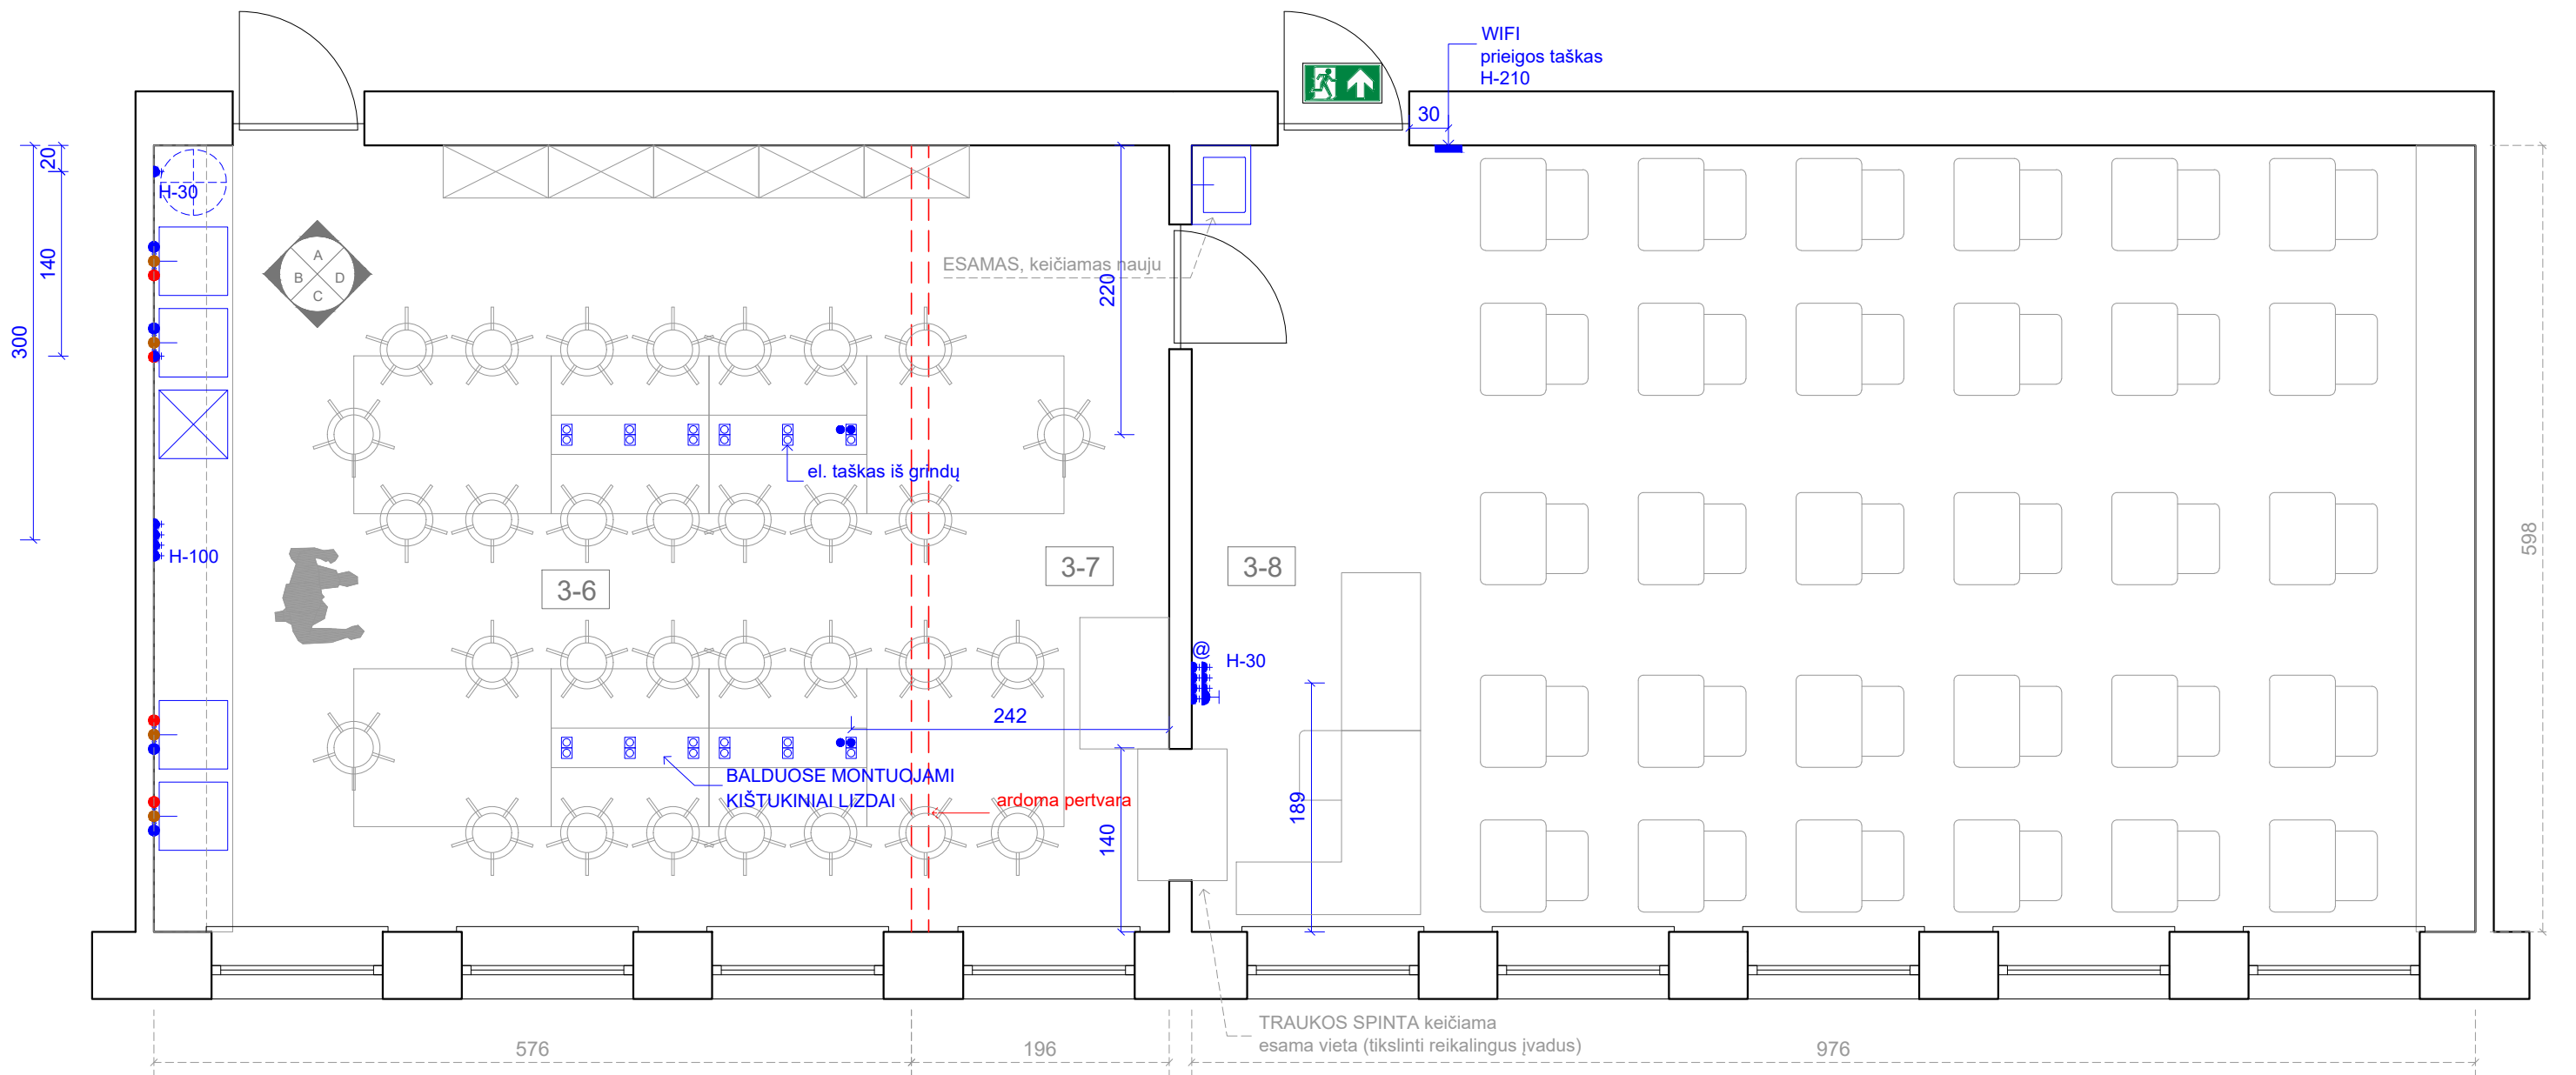 WIFI
prieigos taškas
H-210
30
20
H-30
140
300
A
B
D
C
ESAMAS, keičiamas nauju
220
el. taškas iš grindų
H-100
3-6
3-7
3-8
598
@
H-30
242
BALDUOSE MONTUOJAMI
KIŠTUKINIAI LIZDAI
ardoma pertvara
140
189
TRAUKOS SPINTA keičiama
esama vieta (tikslinti reikalingus įvadus)
576
196
976